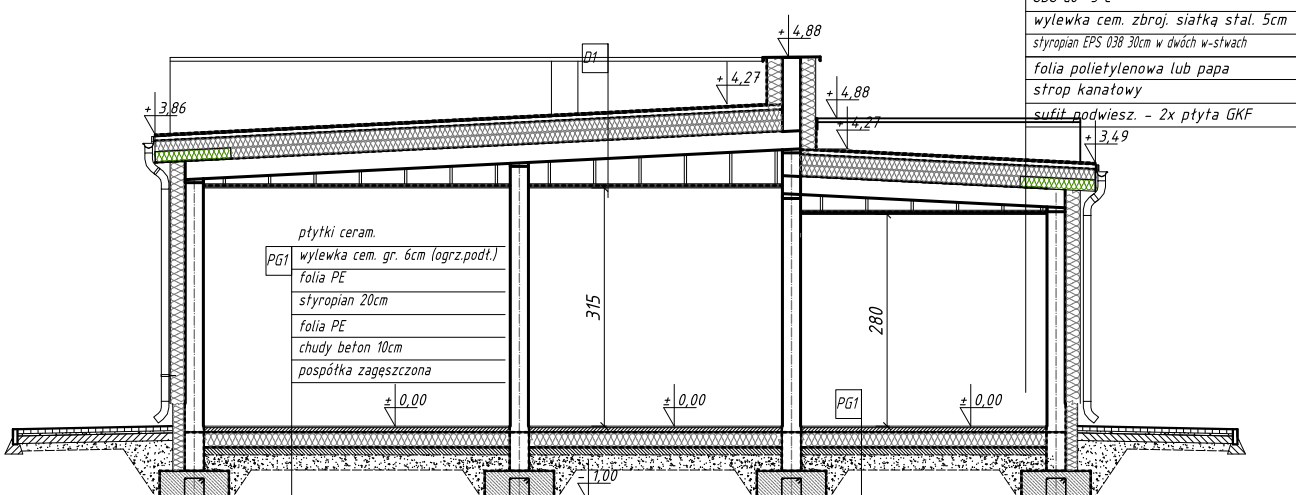 wylewka cem. zbroj. siatką stal. 5cm
styropian EPS 038 30cm w dwóch w-stwach
folia polietylenowa lub papa
strop kanałowy
sufit podwiesz. - 2x płyta GKF
+ 4,88
D1
+ 4,27
+ 3,86
+ 4,88
+ 4,27
+ 3,49
PG1
płytki ceram.
wylewka cem. gr. 6cm (ogrz.podł.)
folia PE
styropian 20cm
folia PE
chudy beton 10cm
pospółka zagęszczona
315
280
± 0,00
± 0,00
PG1
± 0,00
- 1,00